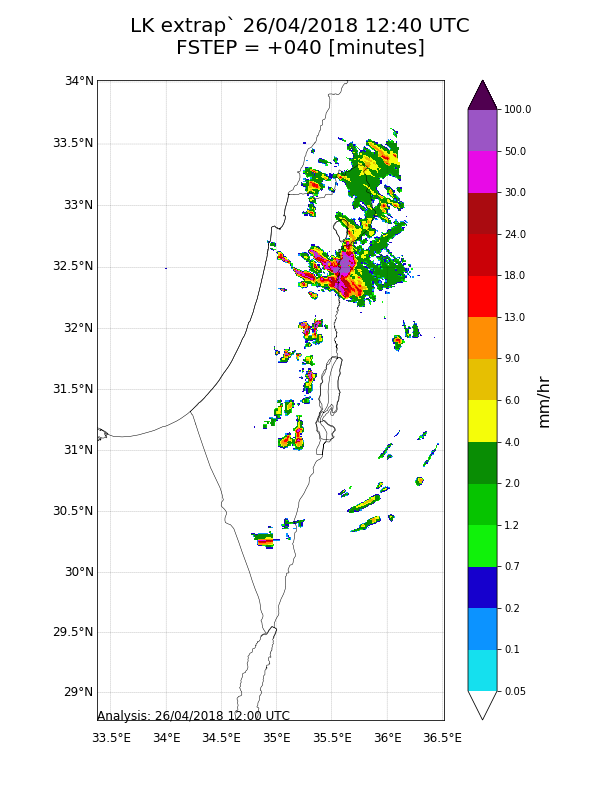 LK extrap` 26/04/2018 12:40 UTC
FSTEP = +040 [minutes]
34°N
33.5°N
33°N
32.5°N
32°N
31.5°N
31°N
30.5°N
30°N
29.5°N
29°N
Analysis: 26/04/2018 12:00 UTC
33.5°E 34°E 34.5°E 35°E 35.5°E 36°E 36.5°E
100.0
50.0
30.0
24.0
18.0
13.0
9.0
6.0
4.0
2.0
1.2
0.7
0.2
0.1
0.05
mm/hr